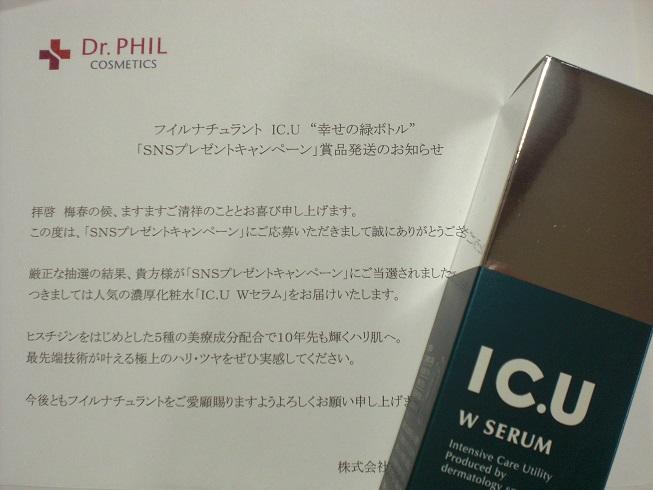 Dr. PHIL
COSMETICS
フイルナチュラント IC.U “幸せの緑ボトル”
「SNSプレゼントキャンペーン」賞品発送のお知らせ
拝啓 梅春の候、ますますご清祥のこととお喜び申し上げます。
この度は、「SNSプレゼントキャンペーン」にご応募いただきまして誠にありがとうござ
厳正な抽選の結果、貴方様が「SNSプレゼントキャンペーン」にご当選されました。
つきましては人気の濃厚化粧水「IC.U Wセラム」をお届けいたします。
ヒスチジンをはじめとした5種の美療成分配合で10年先も輝くハリ肌へ。
最先端技術が叶える極上のハリ・ツヤをぜひ実感してください。
今後ともフイルナチュラントをご愛顧賜りますようよろしくお願い申し上げま
株式会社
IC.U
W SERUM
Intensive Care Utility
Produced by
dermatology